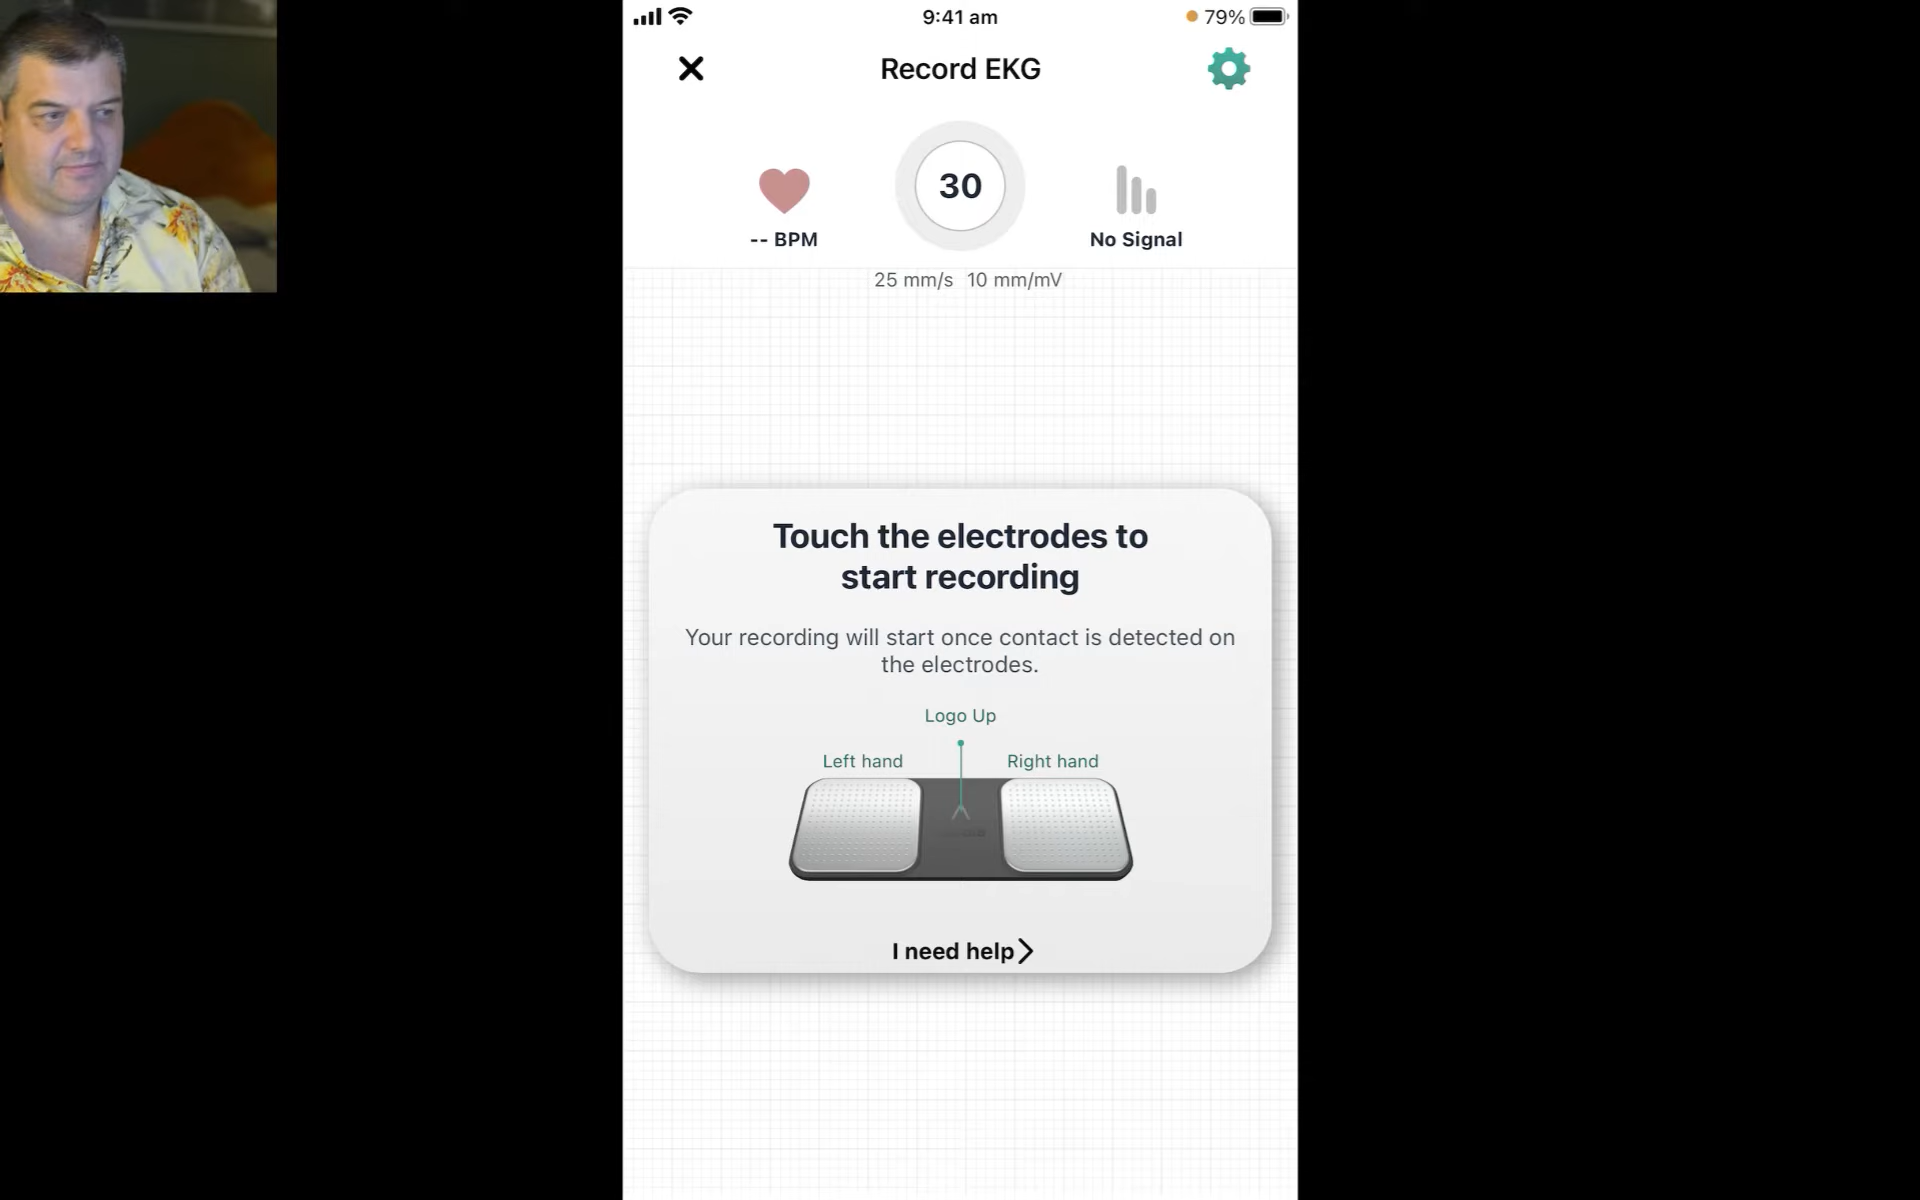 9:41 am
79%
Record EKG
30
-- BPM
No Signal
25 mm/s 10 mm/mV
Touch the electrodes to
start recording
Your recording will start once contact is detected on
the electrodes.
Logo Up
Left hand
Right hand
I need help